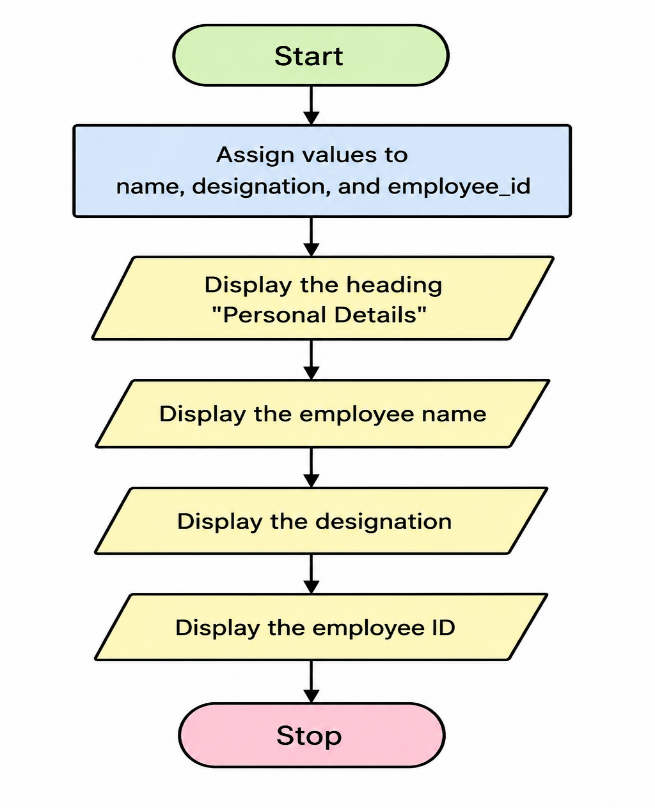 Start
Assign values to
name, designation, and employee_id
Display the heading
"Personal Details"
Display the employee name
Display the designation
Display the employee ID
Stop